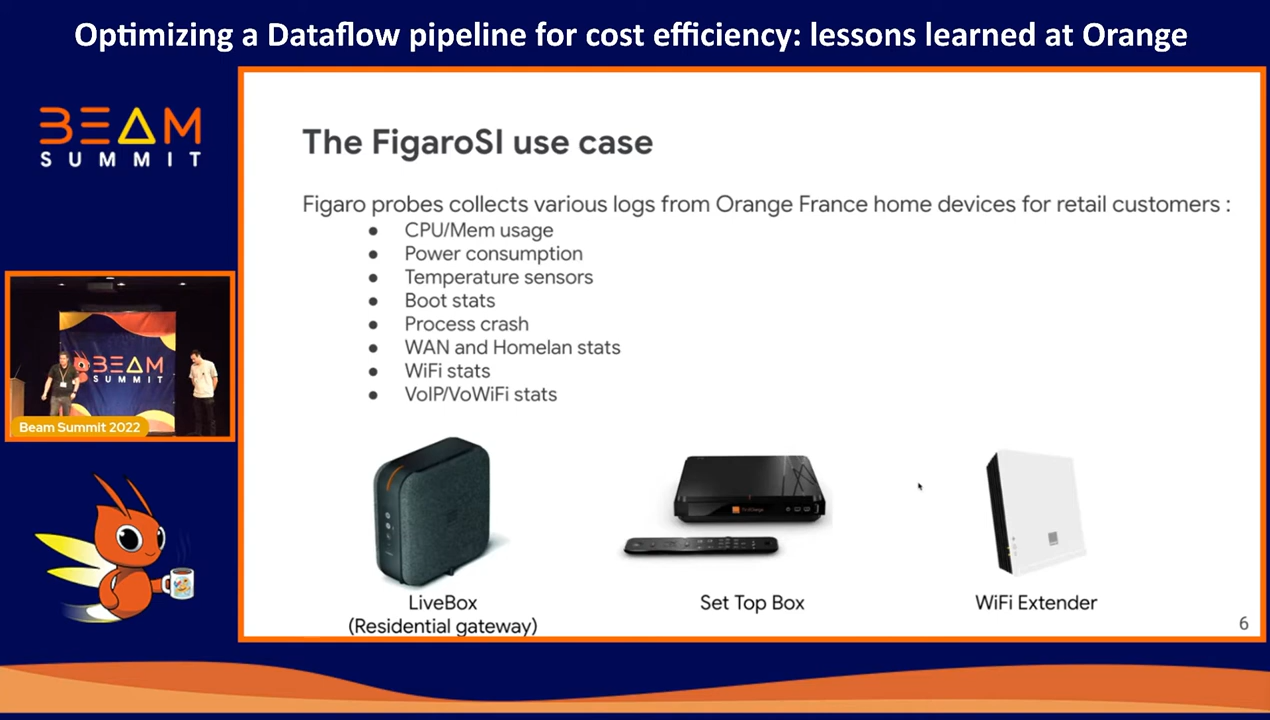 Optimizing a Dataflow pipeline for cost efficiency: lessons learned at Orange
BEAM
SUMMIT
The FigaroSI use case
Figaro probes collects various logs from Orange France home devices for retail customers :
● CPU/Mem usage
● Power consumption
● Temperature sensors
● Boot stats
● Process crash
● WAN and Homelan stats
● WiFi stats
● VoIP/VoWiFi stats
BEAM
SUMMIT
Beam Summit 2022
LiveBox
(Residential gateway)
Set Top Box
WiFi Extender
6